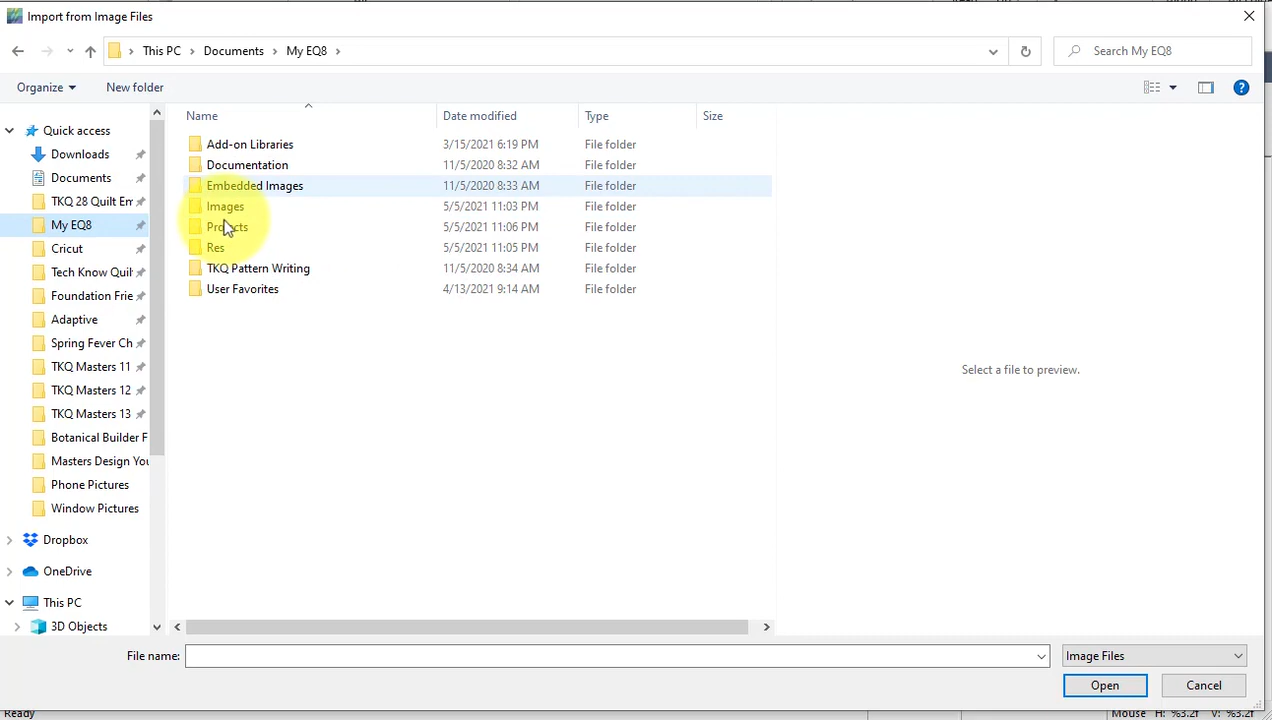 Import from Image Files
This PC > Documents > My EQ8 >
Search My EQ8
Organize
New folder
Name
Date modified
Type
Size
Quick access
Downloads
Documents
TKQ 28 Quilt Em
My EQ8
Cricut
Tech Know Quil
Foundation Frie
Adaptive
Spring Fever Ch
TKQ Masters 11
TKQ Masters 12
TKQ Masters 13
Botanical Builder F
Masters Design You
Phone Pictures
Window Pictures
Dropbox
OneDrive
This PC
3D Objects
Add-on Libraries 3/15/2021 6:19 PM File folder
Documentation 11/5/2020 8:32 AM File folder
Embedded Images 11/5/2020 8:33 AM File folder
Images 5/5/2021 11:03 PM File folder
Projects 5/5/2021 11:06 PM File folder
Res 5/5/2021 11:05 PM File folder
TKQ Pattern Writing 11/5/2020 8:34 AM File folder
User Favorites 4/13/2021 9:14 AM File folder
Select a file to preview.
File name:
Image Files
Open
Cancel
Ready
Mouse H: %3.2f V: %3.2f